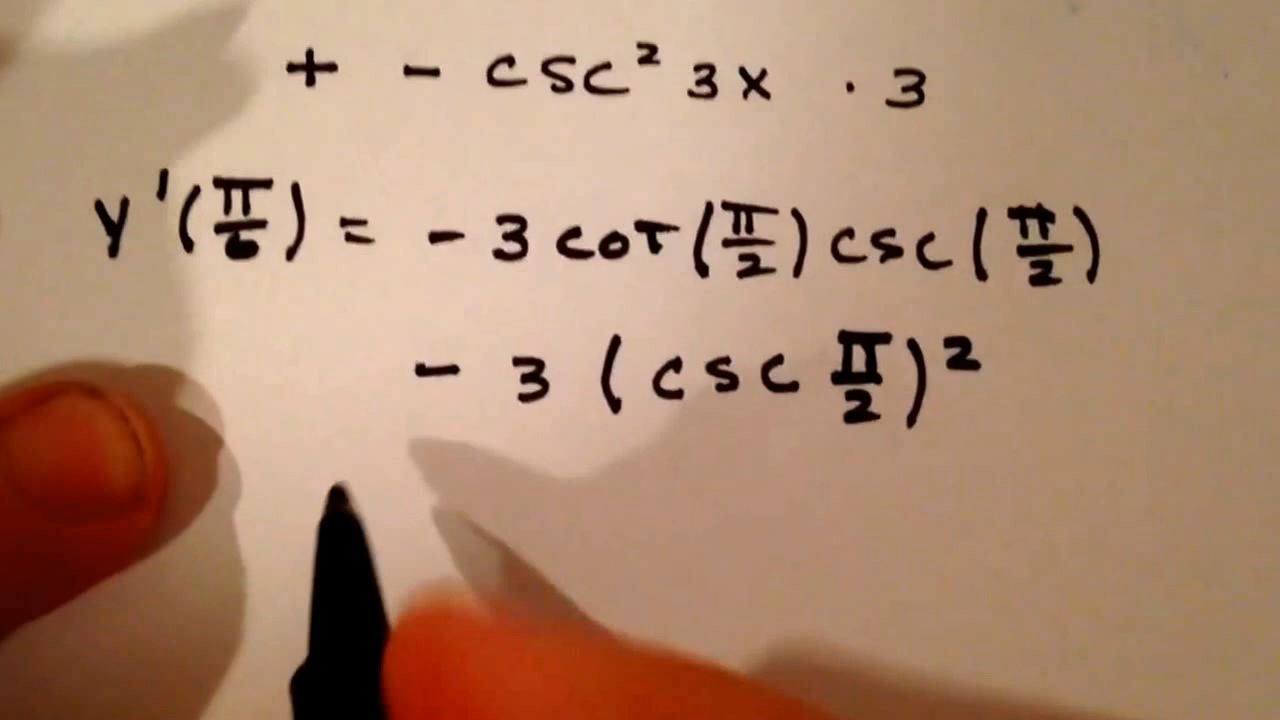 + - csc² 3x · 3
y'(π/6) = - 3 cot(π/2) csc(π/2)
- 3 (csc π/2)²